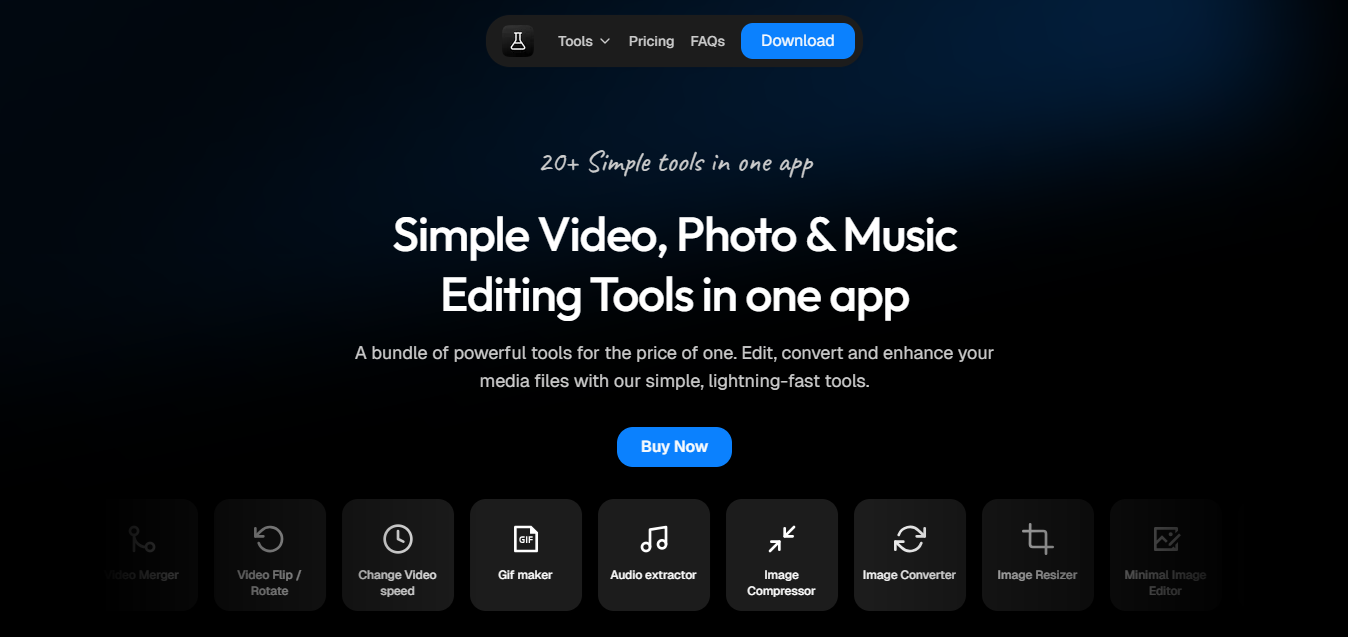 Tools
Pricing
FAQs
Download
20+ Simple tools in one app
Simple Video, Photo & Music
Editing Tools in one app
A bundle of powerful tools for the price of one. Edit, convert and enhance your
media files with our simple, lightning-fast tools.
Buy Now
Video Merger
Video Flip /
Rotate
Change Video
speed
GIF
Gif maker
Audio extractor
Image
Compressor
Image Converter
Image Resizer
Minimal Image
Editor